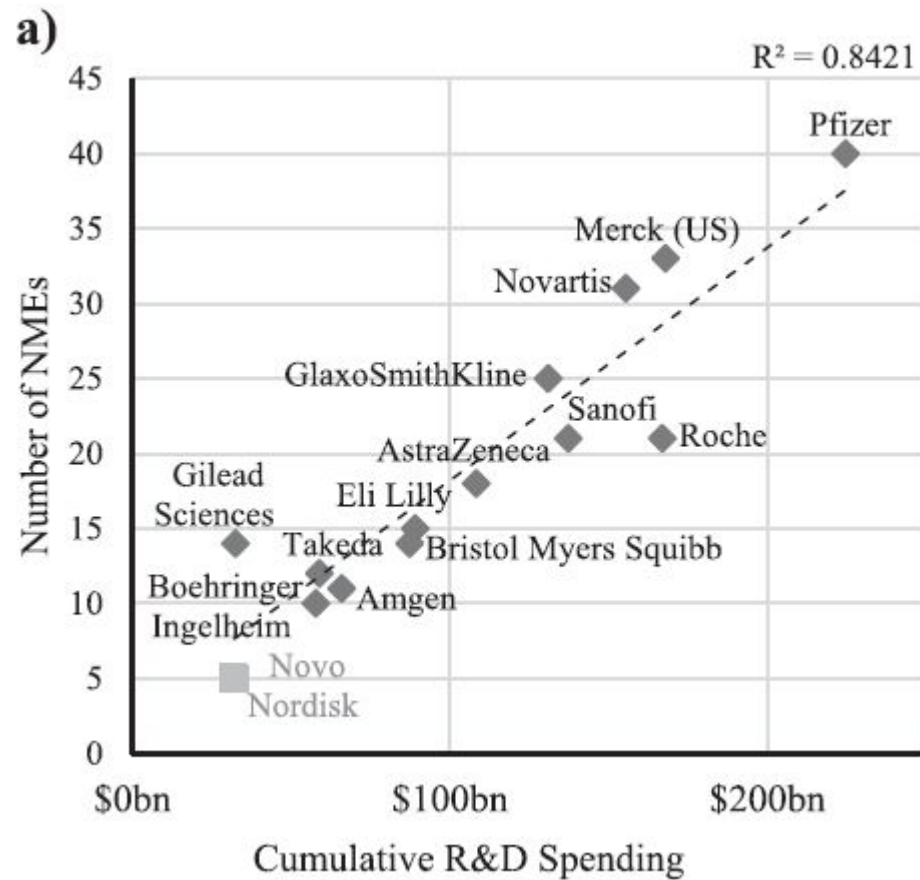 a)
R² = 0.8421
45
40
35
30
25
20
15
10
5
0
Number of NMEs
Pfizer
Merck (US)
Novartis
GlaxoSmithKline
Sanofi
Roche
AstraZeneca
Gilead
Sciences
Eli Lilly
Takeda
Bristol Myers Squibb
Boehringer
Ingelheim
Amgen
Novo
Nordisk
$0bn
$100bn
$200bn
Cumulative R&D Spending